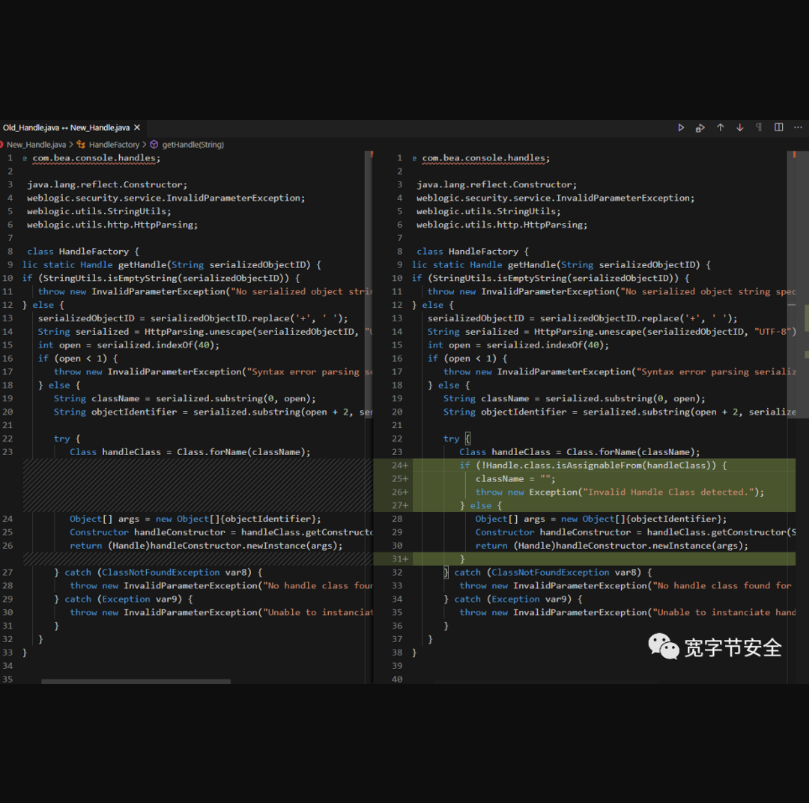 Old_Handle.java ↔ New_Handle.java ×
New_Handle.java > HandleFactory > getHandle(String)
1 e com.bea.console.handles;
2
3 java.lang.reflect.Constructor;
4 weblogic.security.service.InvalidParameterException;
5 weblogic.utils.StringUtils;
6 weblogic.utils.http.HttpParsing;
7
8 class HandleFactory {
9 lic static Handle getHandle(String serializedObjectID) {
10 if (StringUtils.isEmptyString(serializedObjectID)) {
11 throw new InvalidParameterException("No serialized object stri
12 } else {
13 serializedObjectID = serializedObjectID.replace('+', ' ');
14 String serialized = HttpParsing.unescape(serializedObjectID, "U
15 int open = serialized.indexOf(40);
16 if (open < 1) {
17 throw new InvalidParameterException("Syntax error parsing se
18 } else {
19 String className = serialized.substring(0, open);
20 String objectIdentifier = serialized.substring(open + 2, ser
21
22 try {
23 Class handleClass = Class.forName(className);
24 Object[] args = new Object[]{objectIdentifier};
25 Constructor handleConstructor = handleClass.getConstructo
26 return (Handle)handleConstructor.newInstance(args);
27 } catch (ClassNotFoundException var8) {
28 throw new InvalidParameterException("No handle class foun
29 } catch (Exception var9) {
30 throw new InvalidParameterException("Unable to instanciat
31 }
32 }
33 }
34
35
1 e com.bea.console.handles;
2
3 java.lang.reflect.Constructor;
4 weblogic.security.service.InvalidParameterException;
5 weblogic.utils.StringUtils;
6 weblogic.utils.http.HttpParsing;
7
8 class HandleFactory {
9 lic static Handle getHandle(String serializedObjectID) {
10 if (StringUtils.isEmptyString(serializedObjectID)) {
11 throw new InvalidParameterException("No serialized object string spec
12 } else {
13 serializedObjectID = serializedObjectID.replace('+', ' ');
14 String serialized = HttpParsing.unescape(serializedObjectID, "UTF-8")
15 int open = serialized.indexOf(40);
16 if (open < 1) {
17 throw new InvalidParameterException("Syntax error parsing serializ
18 } else {
19 String className = serialized.substring(0, open);
20 String objectIdentifier = serialized.substring(open + 2, serialize
21
22 try {
23 Class handleClass = Class.forName(className);
24+ if (!Handle.class.isAssignableFrom(handleClass)) {
25+ className = "";
26+ throw new Exception("Invalid Handle Class detected.");
27+ } else {
28 Object[] args = new Object[]{objectIdentifier};
29 Constructor handleConstructor = handleClass.getConstructor(S
30 return (Handle)handleConstructor.newInstance(args);
31+ }
32 } catch (ClassNotFoundException var8) {
33 throw new InvalidParameterException("No handle class found for
34 } catch (Exception var9) {
35 throw new InvalidParameterException("Unable to instanciate hand
36 }
37 }
38 }
39
40
宽字节安全